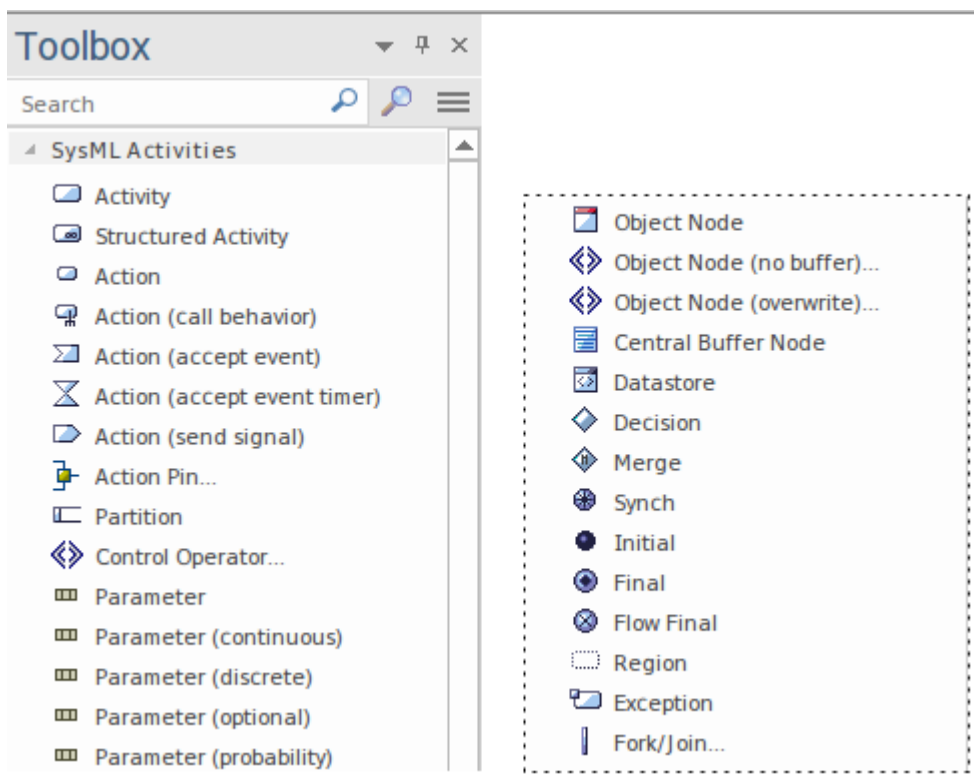 Toolbox
Search
SysML Activities
Activity
Structured Activity
Action
Action (call behavior)
Action (accept event)
Action (accept event timer)
Action (send signal)
Action Pin...
Partition
Control Operator...
Parameter
Parameter (continuous)
Parameter (discrete)
Parameter (optional)
Parameter (probability)
Object Node
Object Node (no buffer)...
Object Node (overwrite)...
Central Buffer Node
Datastore
Decision
Merge
Synch
Initial
Final
Flow Final
Region
Exception
Fork/Join...